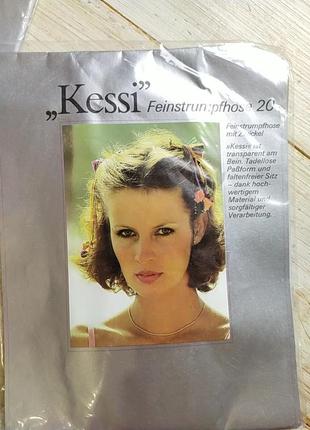 „Kessi” Feinstrumpfhose 20
Feinstrumpfhose
mit Zwickel
»Kessi« ist
transparent am
Bein. Tadellose
Paßform und
faltenfreier Sitz
– dank hoch-
wertigem
Material und
sorgfältiger
Verarbeitung.